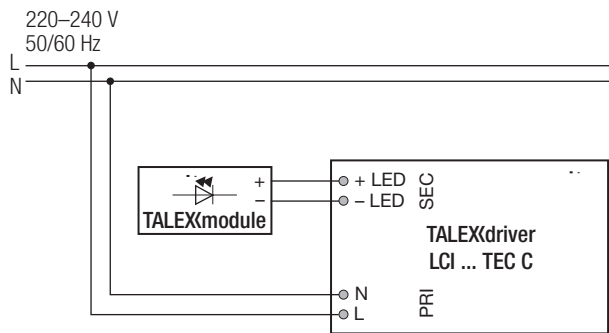 220–240 V
50/60 Hz
L
N
+
–
TALEXmodule
+ LED
– LED
SEC
TALEXdriver
LCI ... TEC C
N
L
PRI